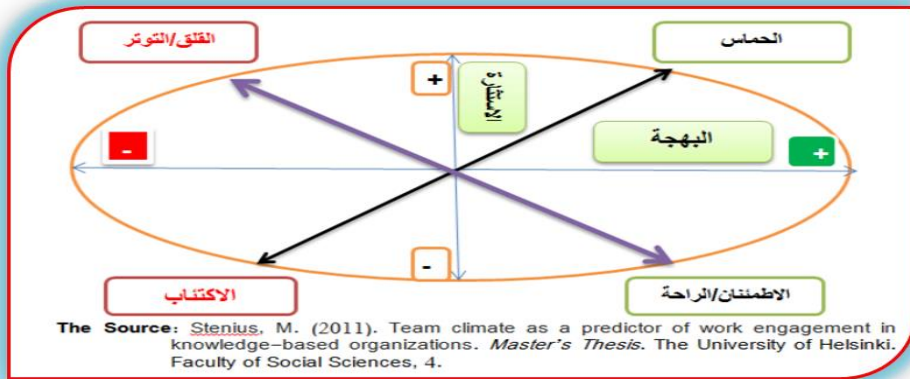 القلق/التوتر
الحماس
+
الاستثارة
البهجة
-
+
-
الاكتئاب
الاطمئنان/الراحة
The Source: Stenius, M. (2011). Team climate as a predictor of work engagement in
knowledge-based organizations. Master's Thesis. The University of Helsinki.
Faculty of Social Sciences, 4.